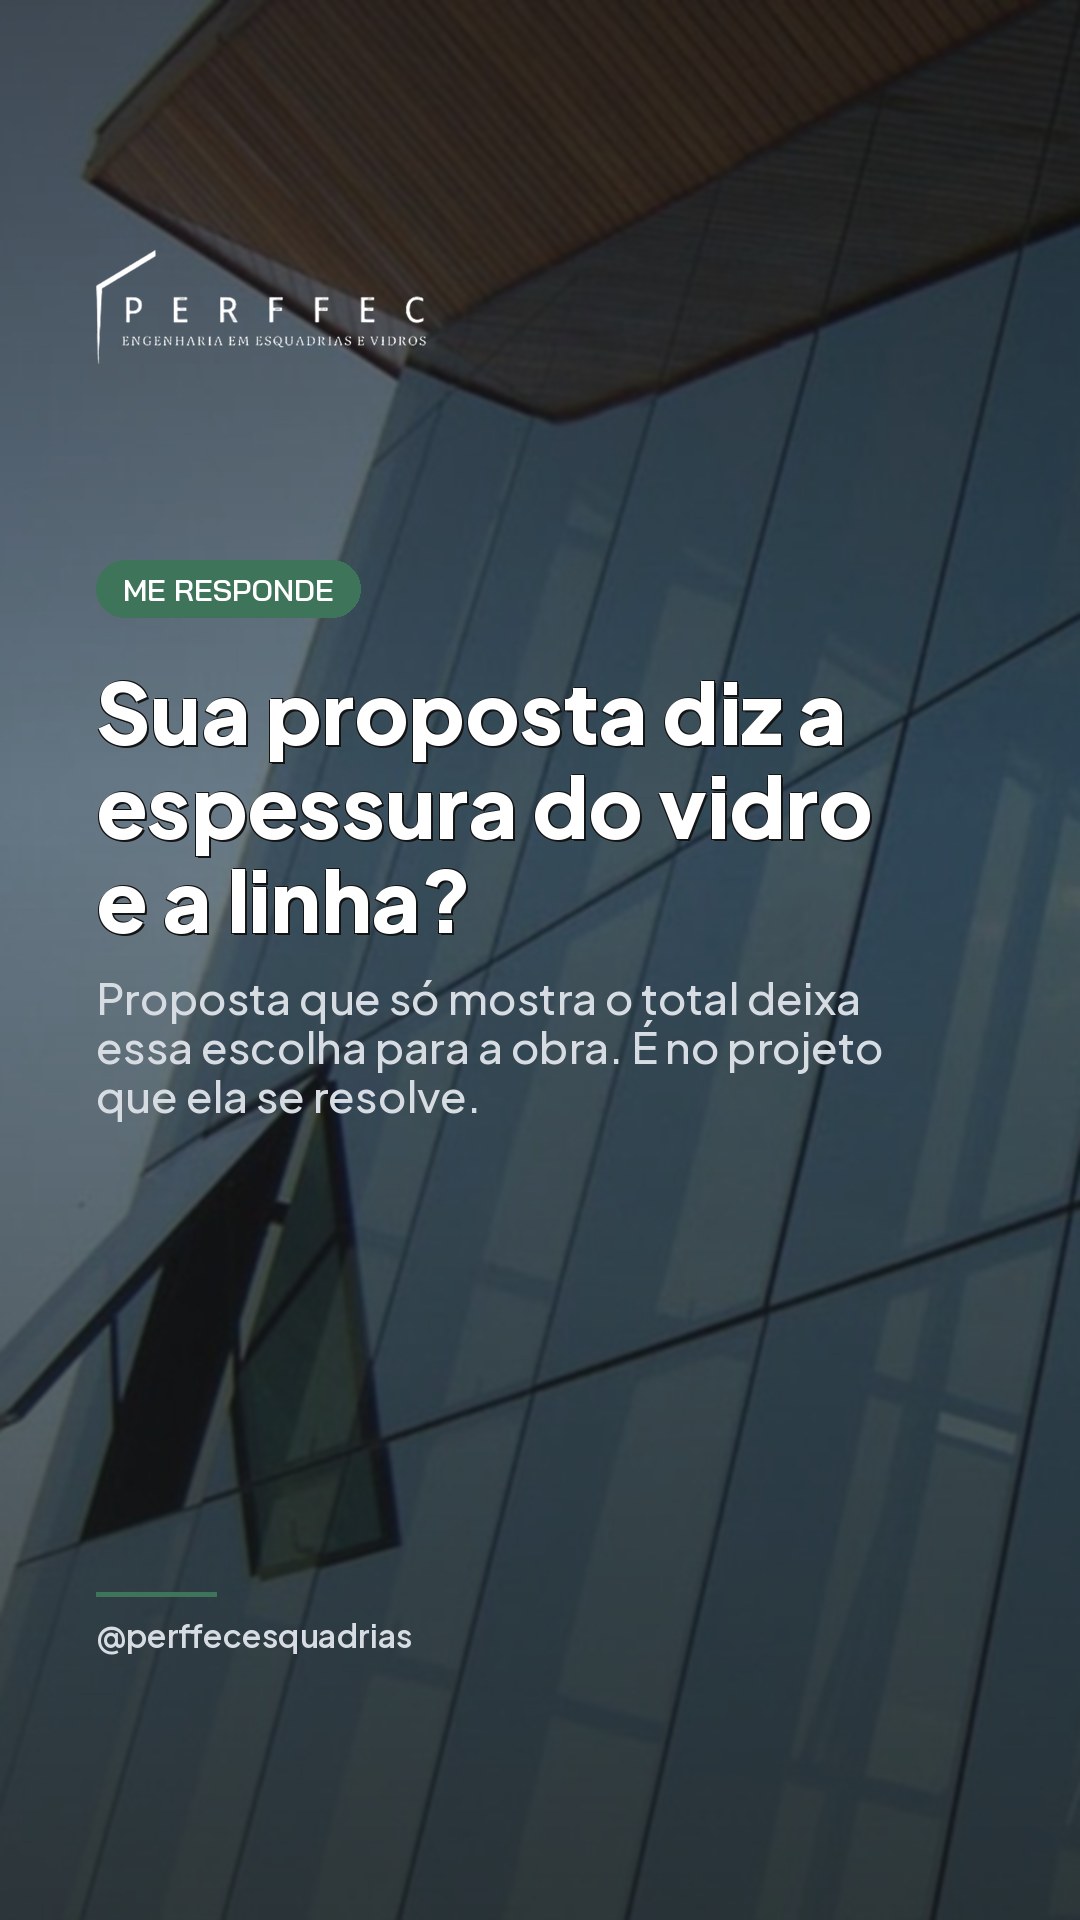 PERFFEC
ENGENHARIA EM ESQUADRIAS E VIDROS
ME RESPONDE
Sua proposta diz a
espessura do vidro
e a linha?
Proposta que só mostra o total deixa
essa escolha para a obra. É no projeto
que ela se resolve.
@perffecesquadrias